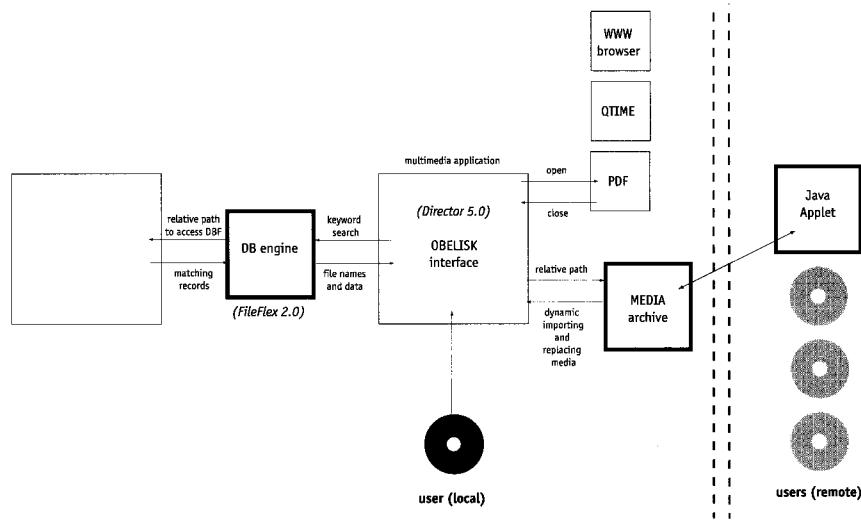 WWW
browser
QTIME
multimedia application
open
PDF
close
Java
Applet
(Director 5.0)
relative path
to access DBF
DB engine
keyword
search
OBELISK
interface
matching
records
file names
and data
(FileFlex 2.0)
relative path
MEDIA
archive
dynamic
importing
and
replacing
media
user (local)
users (remote)